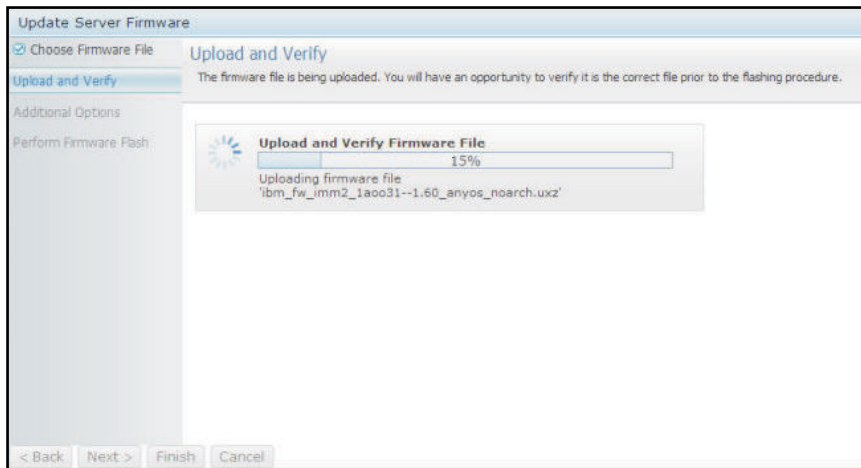 Update Server Firmware
Choose Firmware File
Upload and Verify
Additional Options
Perform Firmware Flash
Upload and Verify
The firmware file is being uploaded. You will have an opportunity to verify it is the correct file prior to the flashing procedure.
Upload and Verify Firmware File
15%
Uploading firmware file
'ibm_fw_imm2_1aoo31--1.60_anyos_noarch.uxz'
< Back Next > Finish Cancel